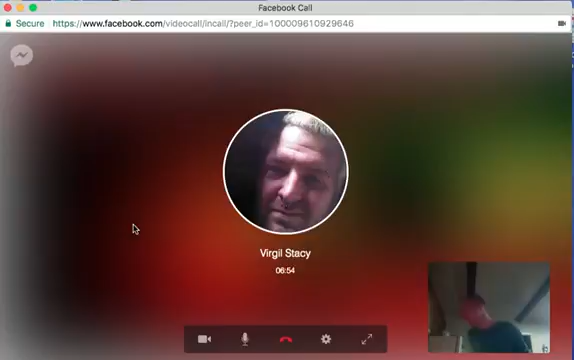 Facebook Call
Secure https://www.facebook.com/videocall/incall/?peer_id=100009610929646
Virgil Stacy
06:54